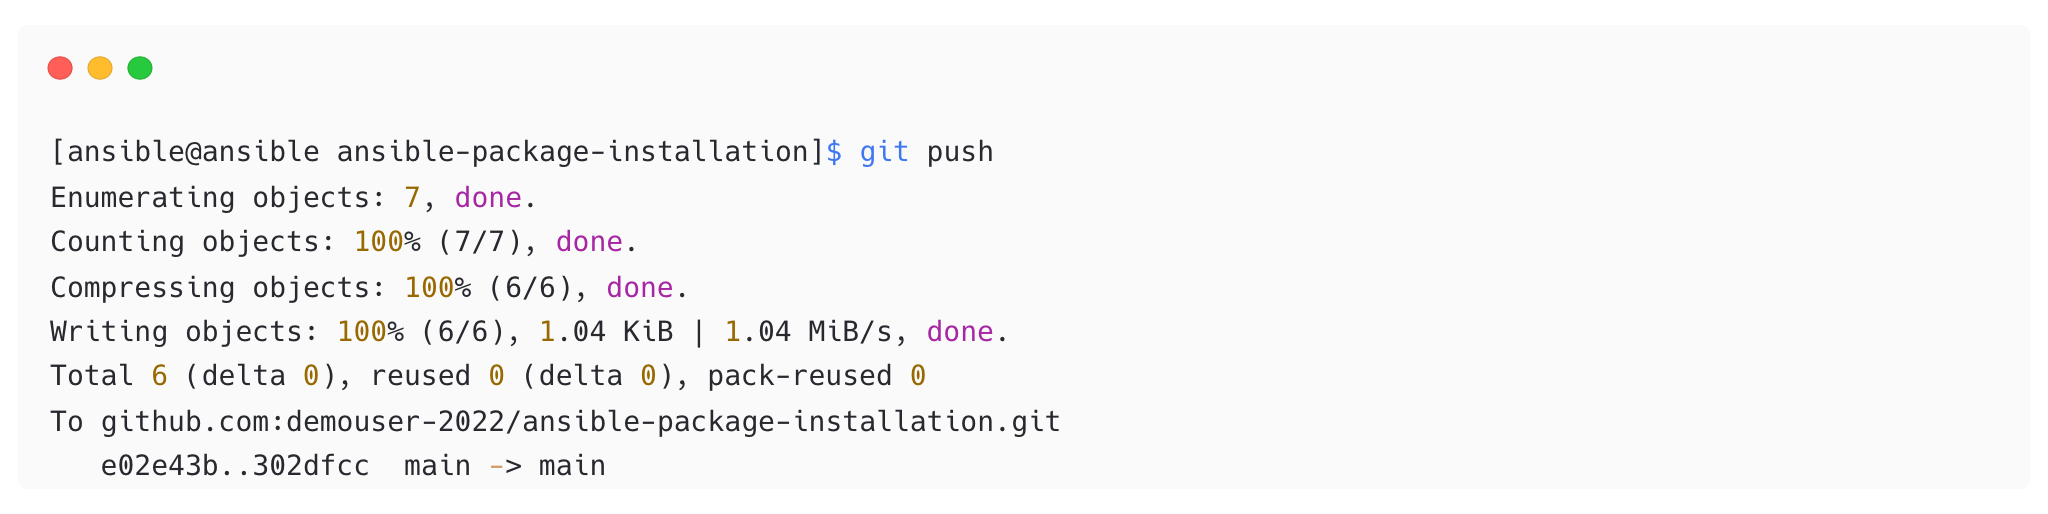 [ansible@ansible ansible-package-installation]$ git push
Enumerating objects: 7, done.
Counting objects: 100% (7/7), done.
Compressing objects: 100% (6/6), done.
Writing objects: 100% (6/6), 1.04 KiB | 1.04 MiB/s, done.
Total 6 (delta 0), reused 0 (delta 0), pack-reused 0
To github.com:demouser-2022/ansible-package-installation.git
   e02e43b..302dfcc  main -> main